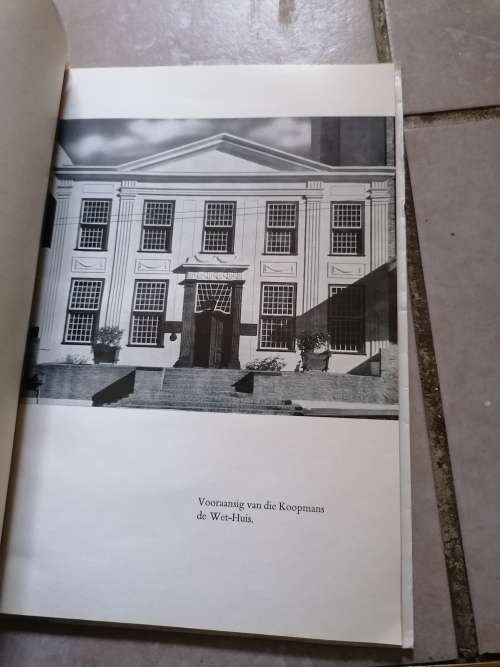 Vooraansig van die Koopmans
de Wet-Huis.